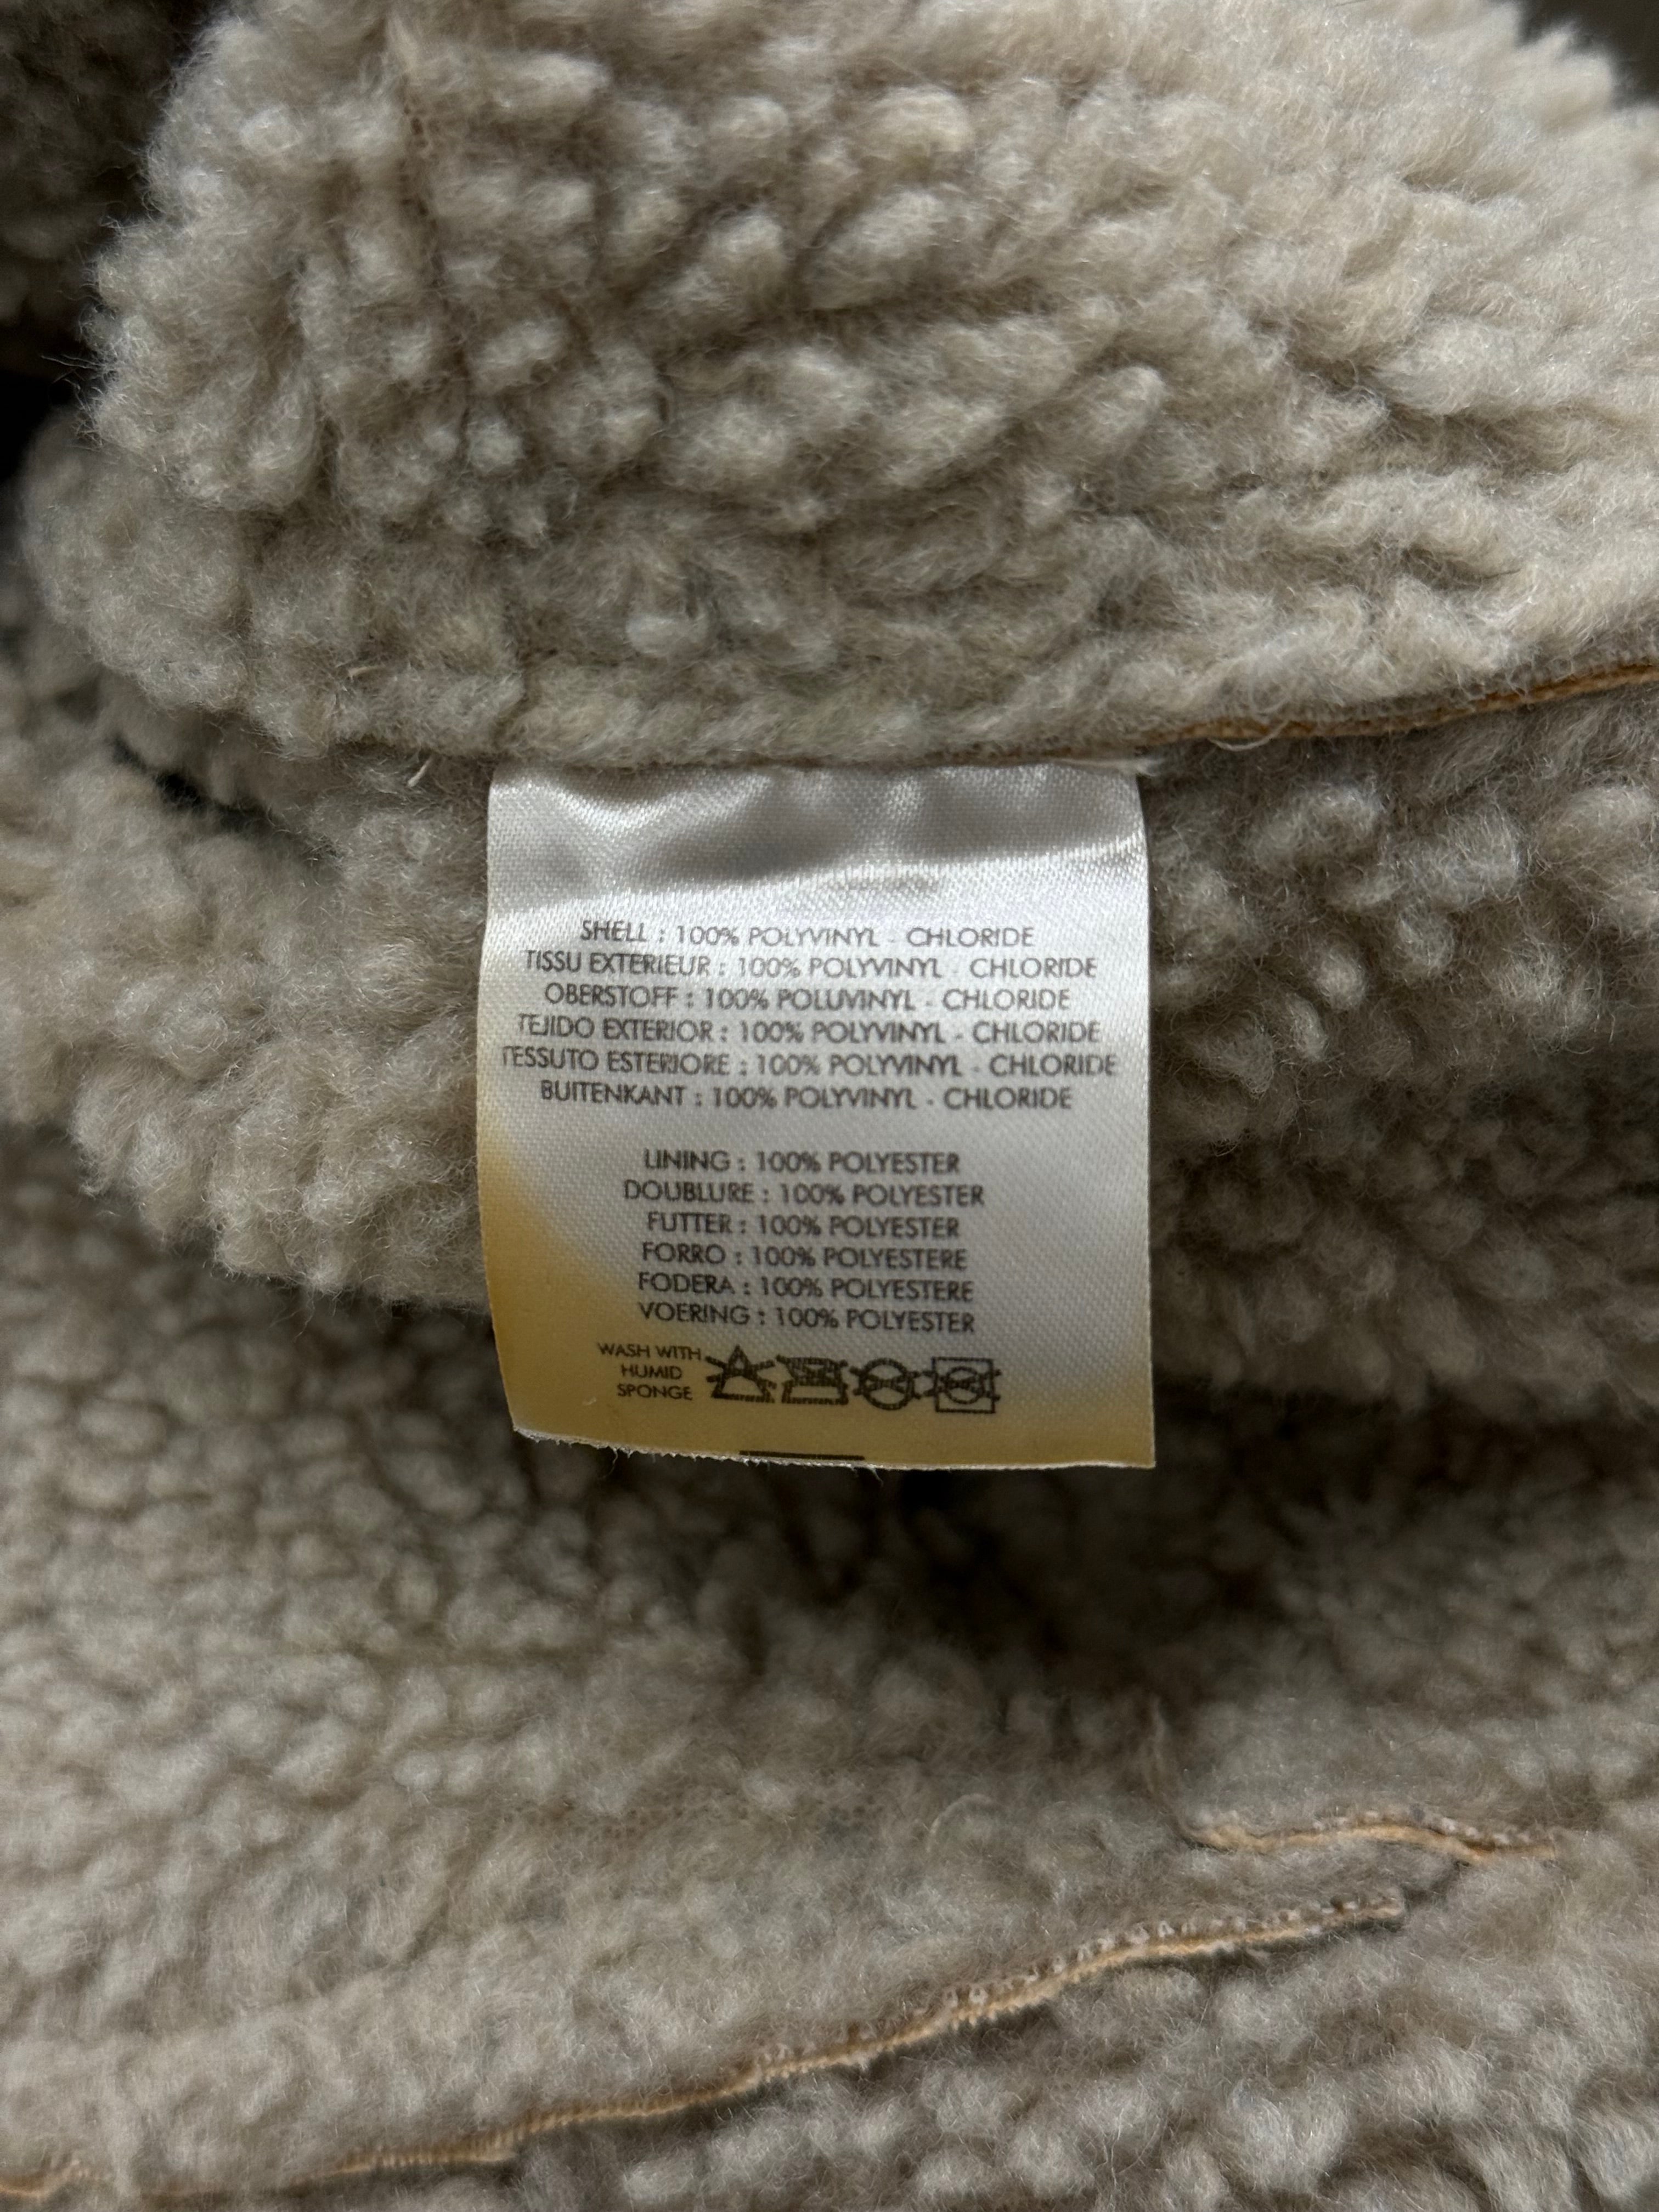 SHELL : 100% POLYVINYL - CHLORIDE
TISSU EXTERIEUR : 100% POLYVINYL - CHLORIDE
OBERSTOFF : 100% POLUVINYL - CHLORIDE
TEJIDO EXTERIOR : 100% POLYVINYL - CHLORIDE
TESSUTO ESTERIORE : 100% POLYVINYL - CHLORIDE
BUITENKANT : 100% POLYVINYL - CHLORIDE
LINING : 100% POLYESTER
DOUBLURE : 100% POLYESTER
FUTTER : 100% POLYESTER
FORRO : 100% POLYESTERE
FODERA : 100% POLYESTERE
VOERING : 100% POLYESTER
WASH WITH
HUMID
SPONGE